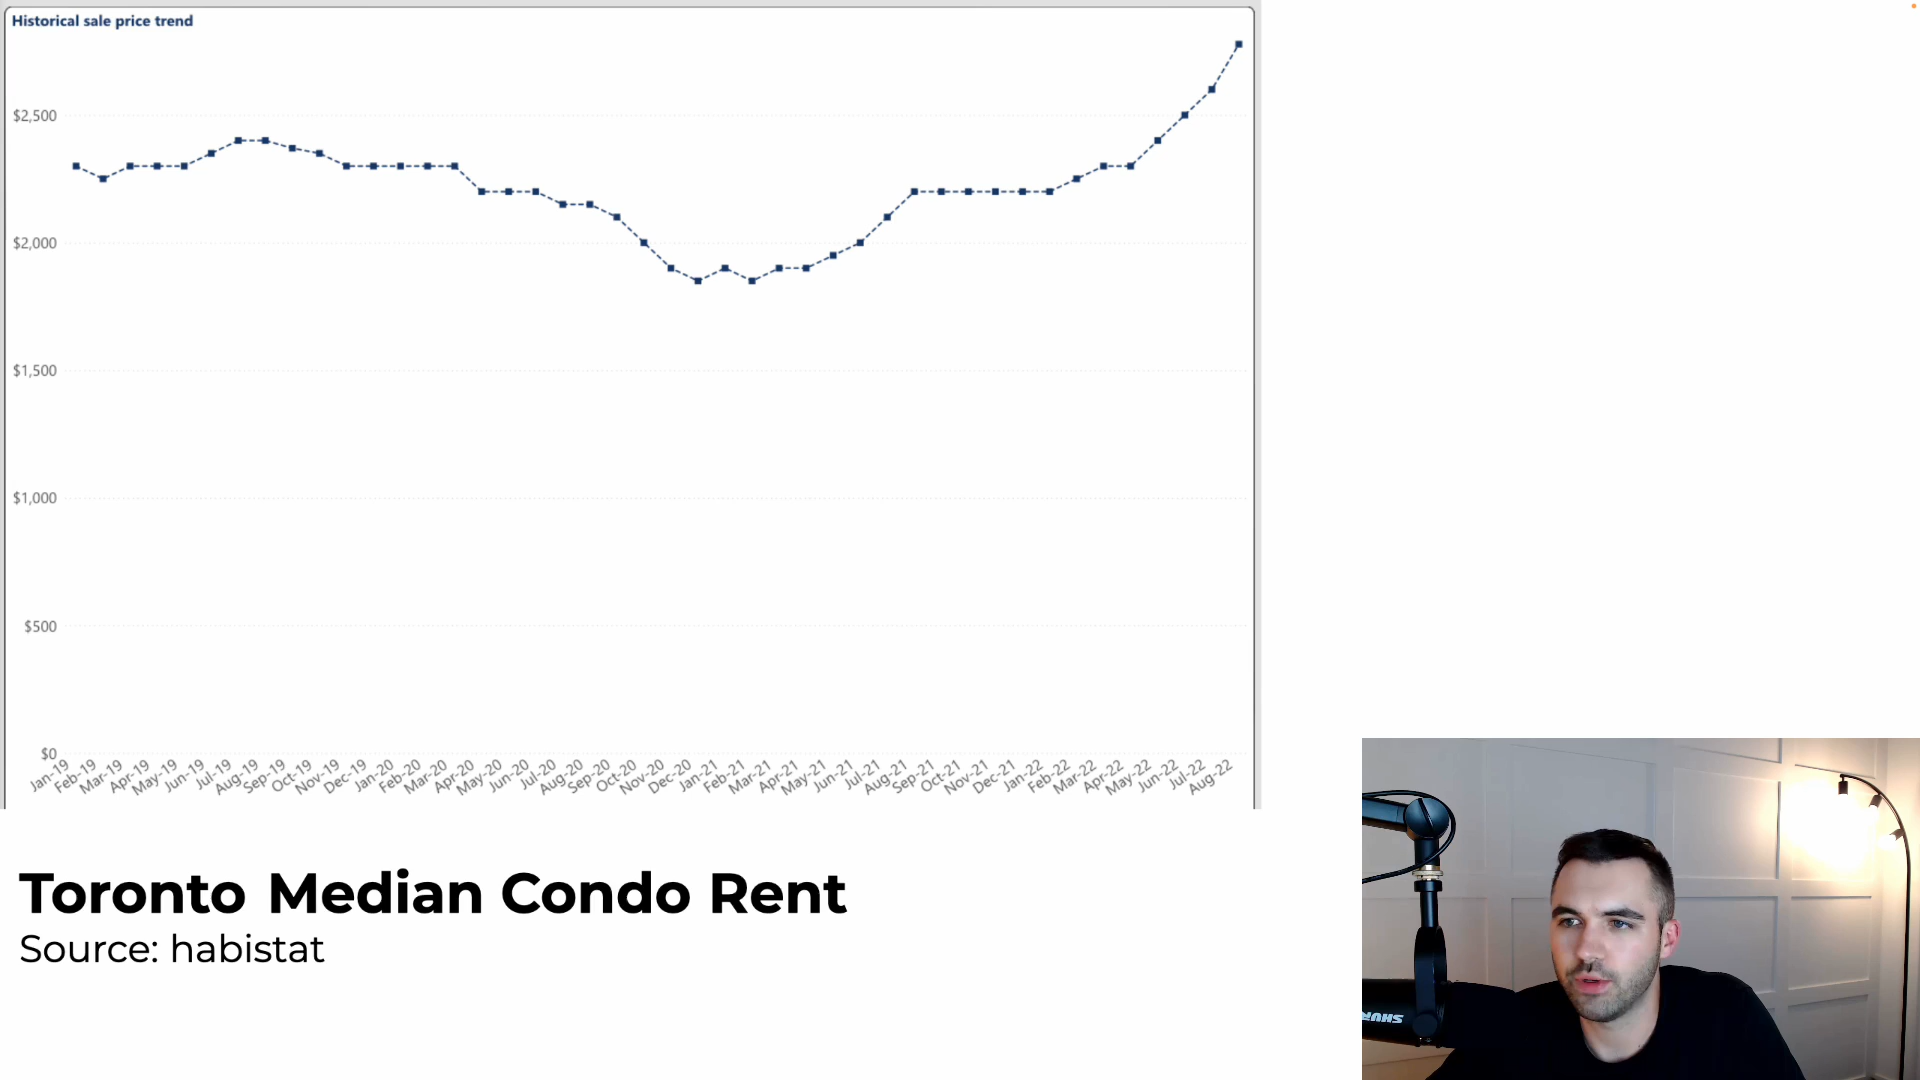 Historical sale price trend
$2,500
$2,000
$1,500
$1,000
$500
$0
Jan-19 Feb-19 Mar-19 Apr-19 May-19 Jun-19 Jul-19 Aug-19 Sep-19 Oct-19 Nov-19 Dec-19 Jan-20 Feb-20 Mar-20 Apr-20 May-20 Jun-20 Jul-20 Aug-20 Sep-20 Oct-20 Nov-20 Dec-20 Jan-21 Feb-21 Mar-21 Apr-21 May-21 Jun-21 Jul-21 Aug-21 Sep-21 Oct-21 Nov-21 Dec-21 Jan-22 Feb-22 Mar-22 Apr-22 May-22 Jun-22 Jul-22 Aug-22
Toronto Median Condo Rent
Source: habistat
SHURE